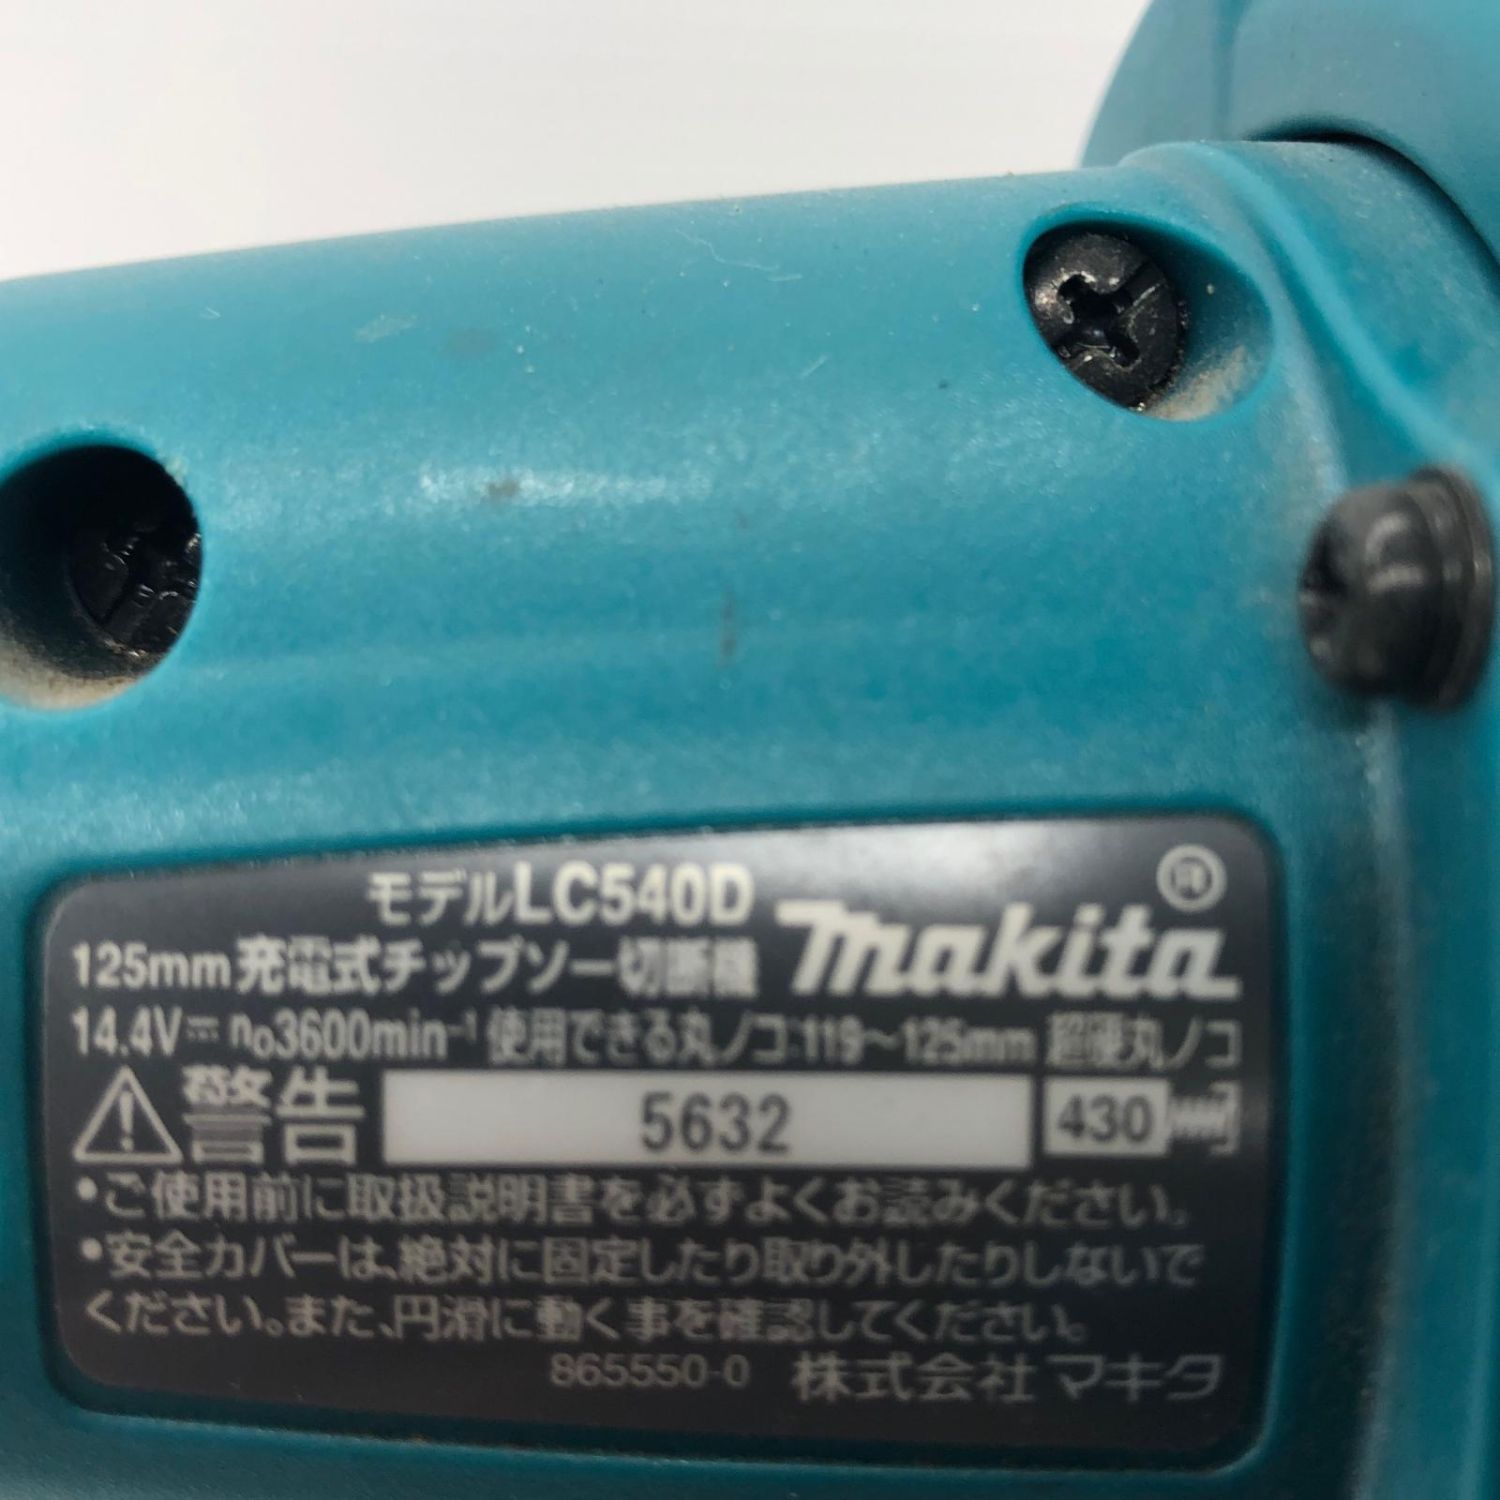 モデルLC540D
makita®
125mm充電式チップソー切断機
14.4V⎓ n₀3600min⁻¹ 使用できる丸ノコ:119～125mm 超硬丸ノコ
⚠警告 5632 430
•ご使用前に取扱説明書を必ずよくお読みください。
•安全カバーは、絶対に固定したり取り外したりしないで
ください。また、円滑に動く事を確認してください。
865550-0 株式会社マキタ